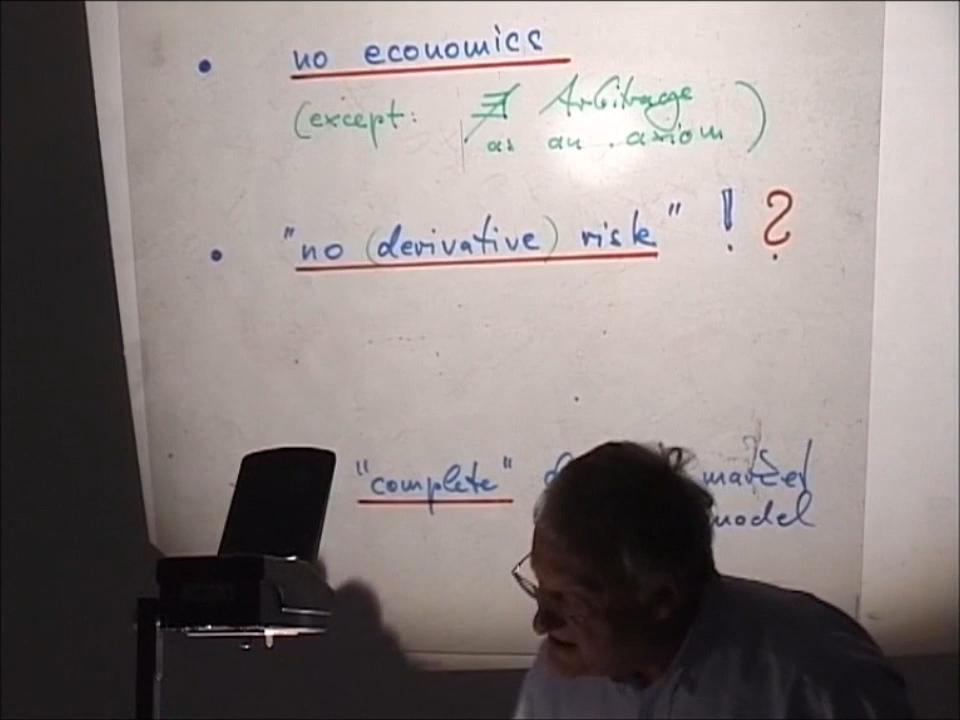 • no economics
(except: ∄ Arbitrage
as an axiom)
• "no (derivative) risk" ! ?
"complete" market
model